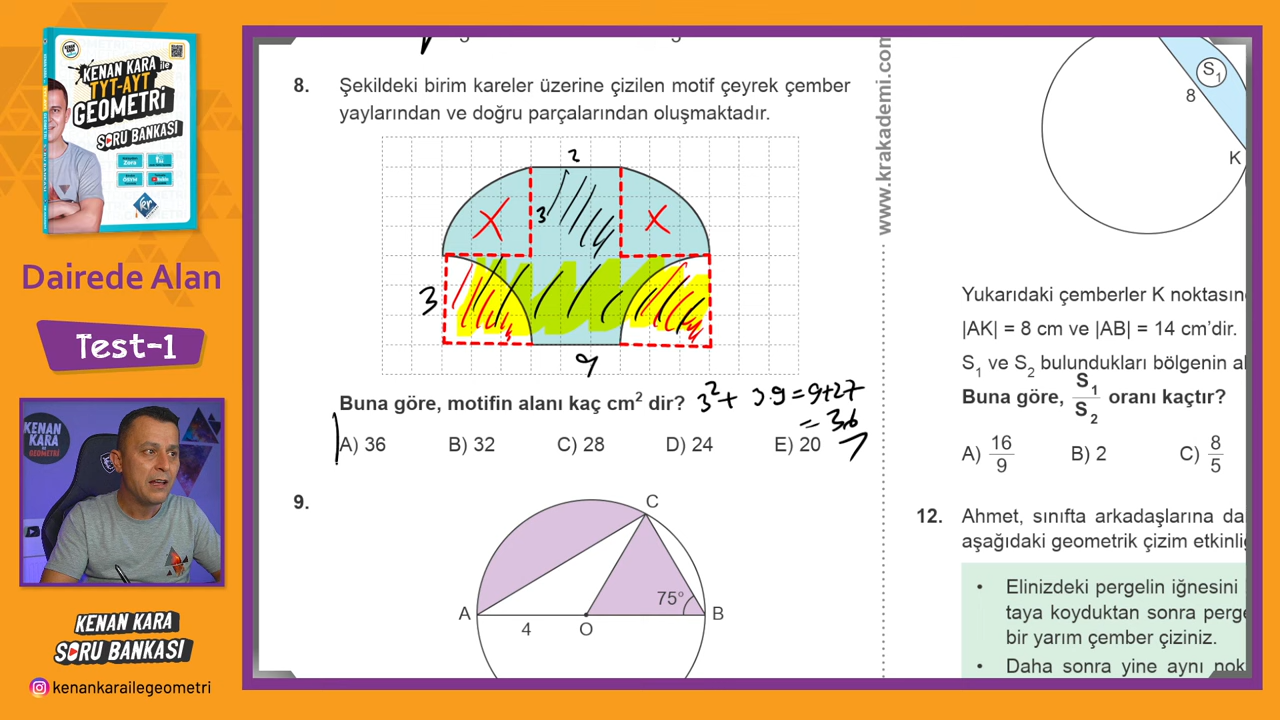 KENAN KARA ile
TYT-AYT
GEOMETRİ
SORU BANKASI
Dairede Alan
Test-1
KENAN
KARA
GEOMETRİ
KENAN KARA
SORU BANKASI
kenankarailegeometri
8. Şekildeki birim kareler üzerine çizilen motif çeyrek çember
yaylarından ve doğru parçalarından oluşmaktadır.
2
3
3
9
Buna göre, motifin alanı kaç cm² dir? 3² + 3.9 = 9+27
= 36
A) 36 B) 32 C) 28 D) 24 E) 20
9.
C
75°
A
B
4
O
www.krakademi.com
S₁
8
K
Yukarıdaki çemberler K noktasın
|AK| = 8 cm ve |AB| = 14 cm'dir.
S₁ ve S₂ bulundukları bölgenin al
Buna göre, S₁/S₂ oranı kaçtır?
A) 16/9 B) 2 C) 8/5
12. Ahmet, sınıfta arkadaşlarına da
aşağıdaki geometrik çizim etkinliğ
• Elinizdeki pergelin iğnesini
taya koyduktan sonra perge
bir yarım çember çiziniz.
• Daha sonra yine aynı nok